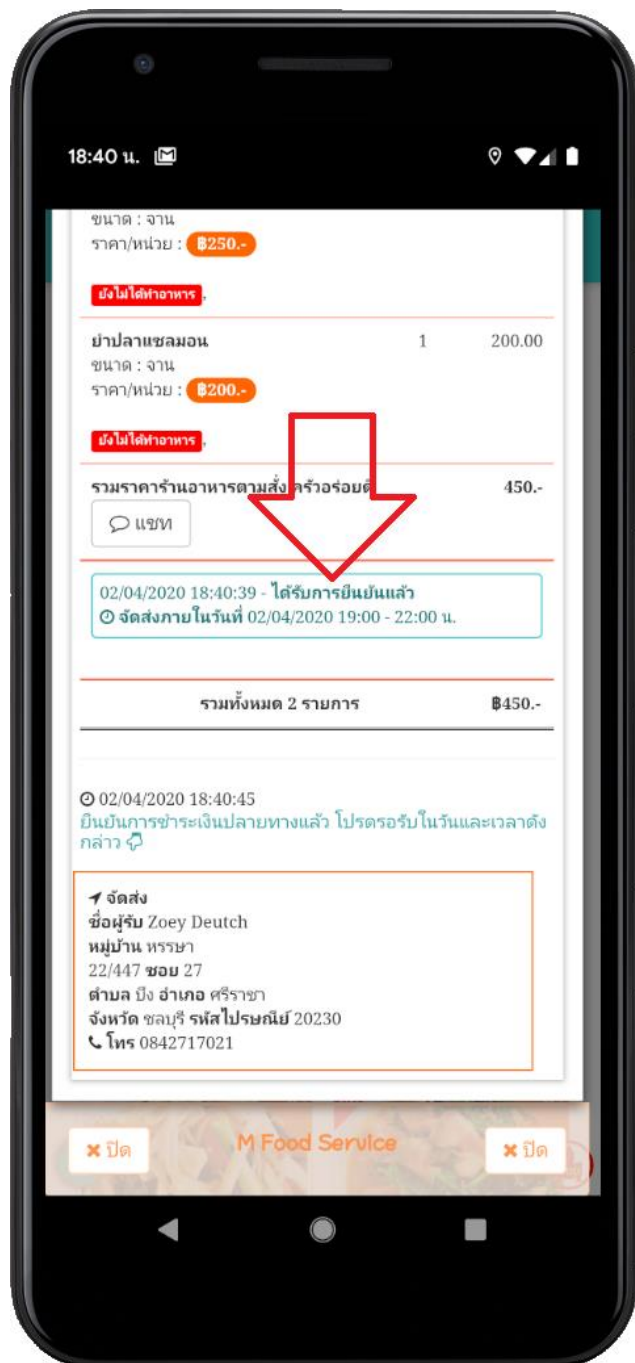 18:40 น.
ขนาด : จาน
ราคา/หน่วย : ฿250.-
ยังไม่ได้ทำอาหาร ,
ยำปลาแซลมอน 1 200.00
ขนาด : จาน
ราคา/หน่วย : ฿200.-
ยังไม่ได้ทำอาหาร ,
รวมราคาร้านอาหารตามสั่ง ครัวอร่อยดี 450.-
แชท
02/04/2020 18:40:39 - ได้รับการยืนยันแล้ว
จัดส่งภายในวันที่ 02/04/2020 19:00 - 22:00 น.
รวมทั้งหมด 2 รายการ ฿450.-
02/04/2020 18:40:45
ยืนยันการชำระเงินปลายทางแล้ว โปรดรอรับในวันและเวลาดัง
กล่าว
จัดส่ง
ชื่อผู้รับ Zoey Deutch
หมู่บ้าน หรรษา
22/447 ซอย 27
ตำบล บึง อำเภอ ศรีราชา
จังหวัด ชลบุรี รหัสไปรษณีย์ 20230
โทร 0842717021
ปิด M Food Service ปิด